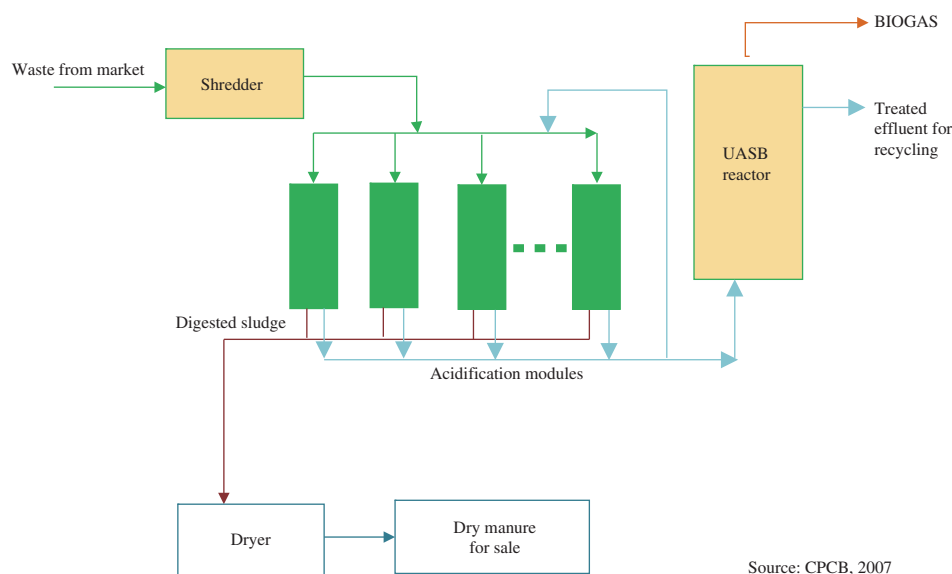 BIOGAS
Waste from market
Shredder
Treated
effluent for
recycling
UASB
reactor
Digested sludge
Acidification modules
Dryer
Dry manure
for sale
Source: CPCB, 2007